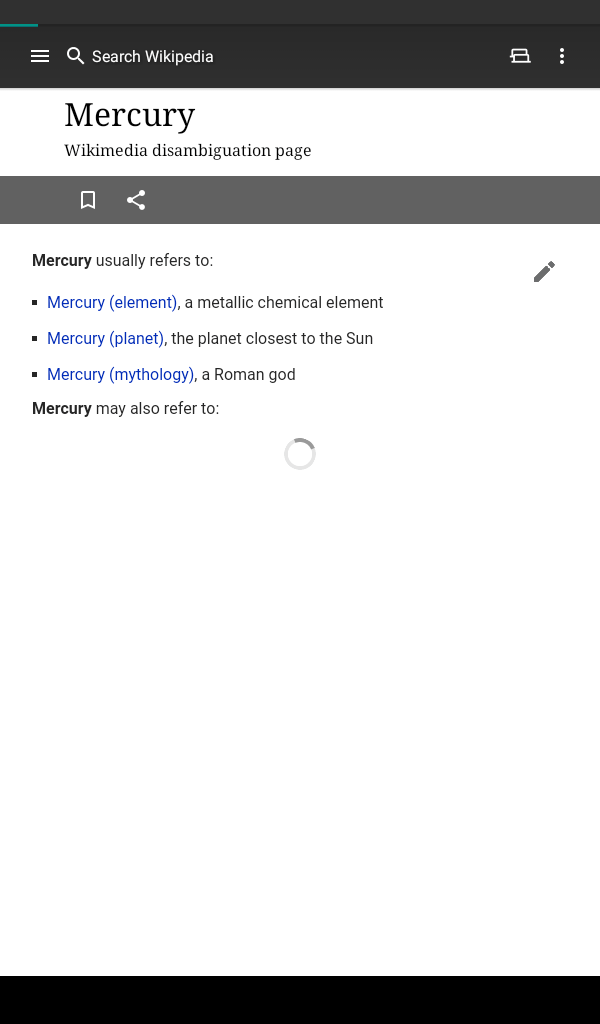 Search Wikipedia
Mercury
Wikimedia disambiguation page
Mercury usually refers to:
Mercury (element), a metallic chemical element
Mercury (planet), the planet closest to the Sun
Mercury (mythology), a Roman god
Mercury may also refer to: